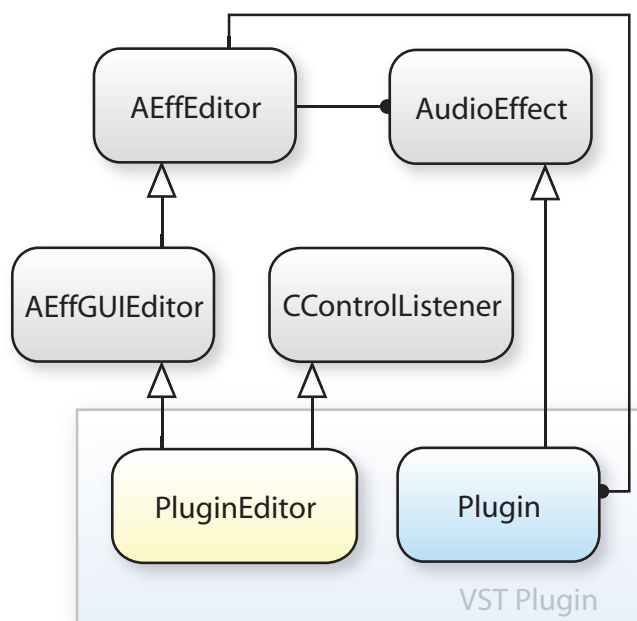 AEffEditor
AudioEffect
AEffGUIEditor
CControlListener
PluginEditor
Plugin
VST Plugin